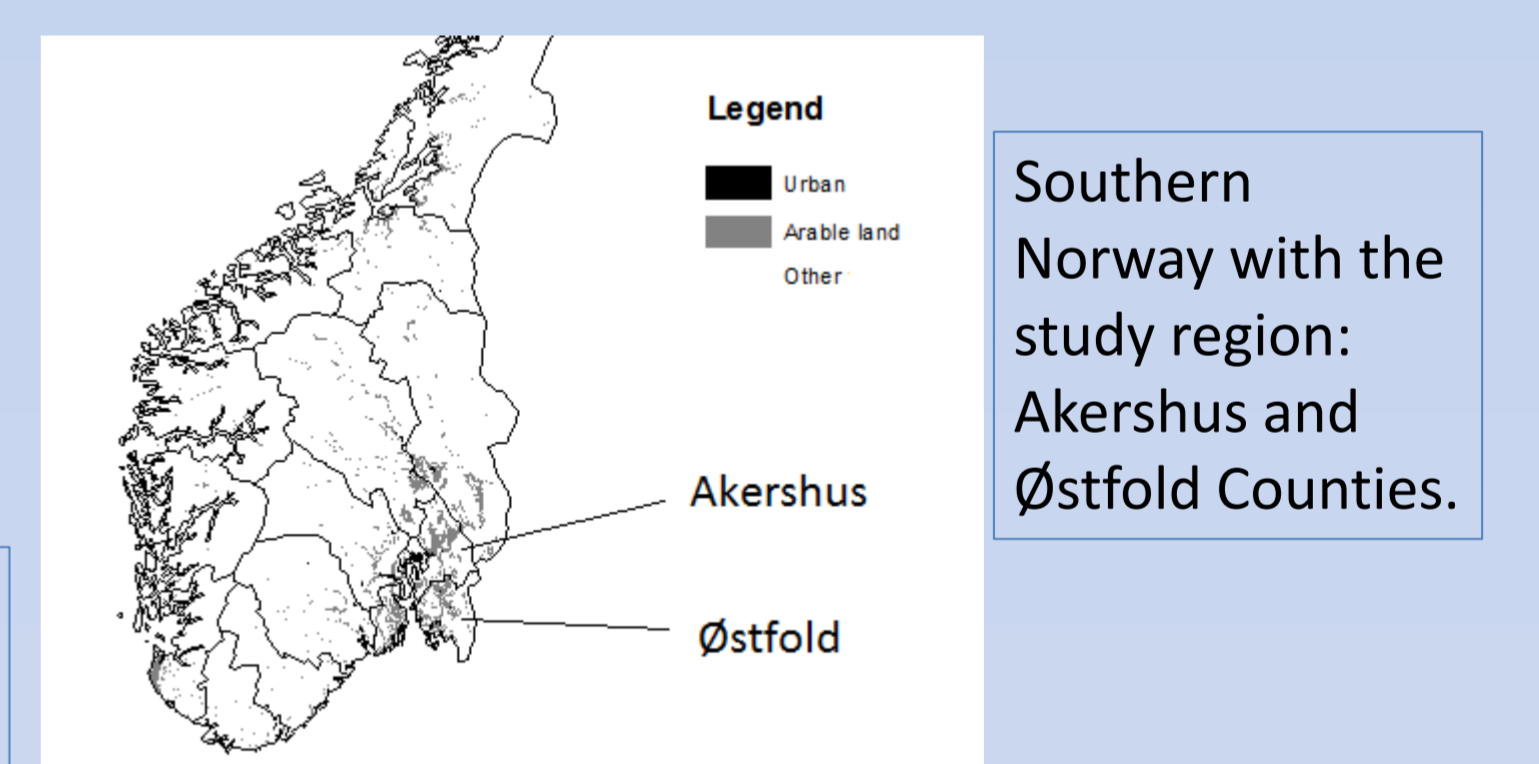 Legend
Urban
Arable land
Other
Akershus
Østfold
Southern
Norway with the
study region:
Akershus and
Østfold Counties.